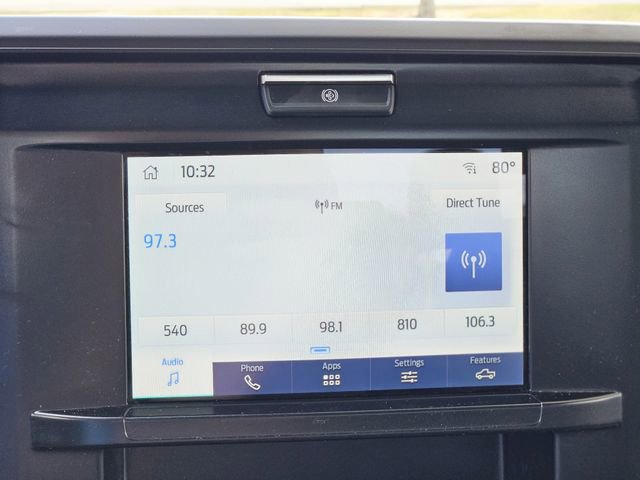 10:32 80°
Sources FM Direct Tune
97.3
540 89.9 98.1 810 106.3
Audio Phone Apps Settings Features